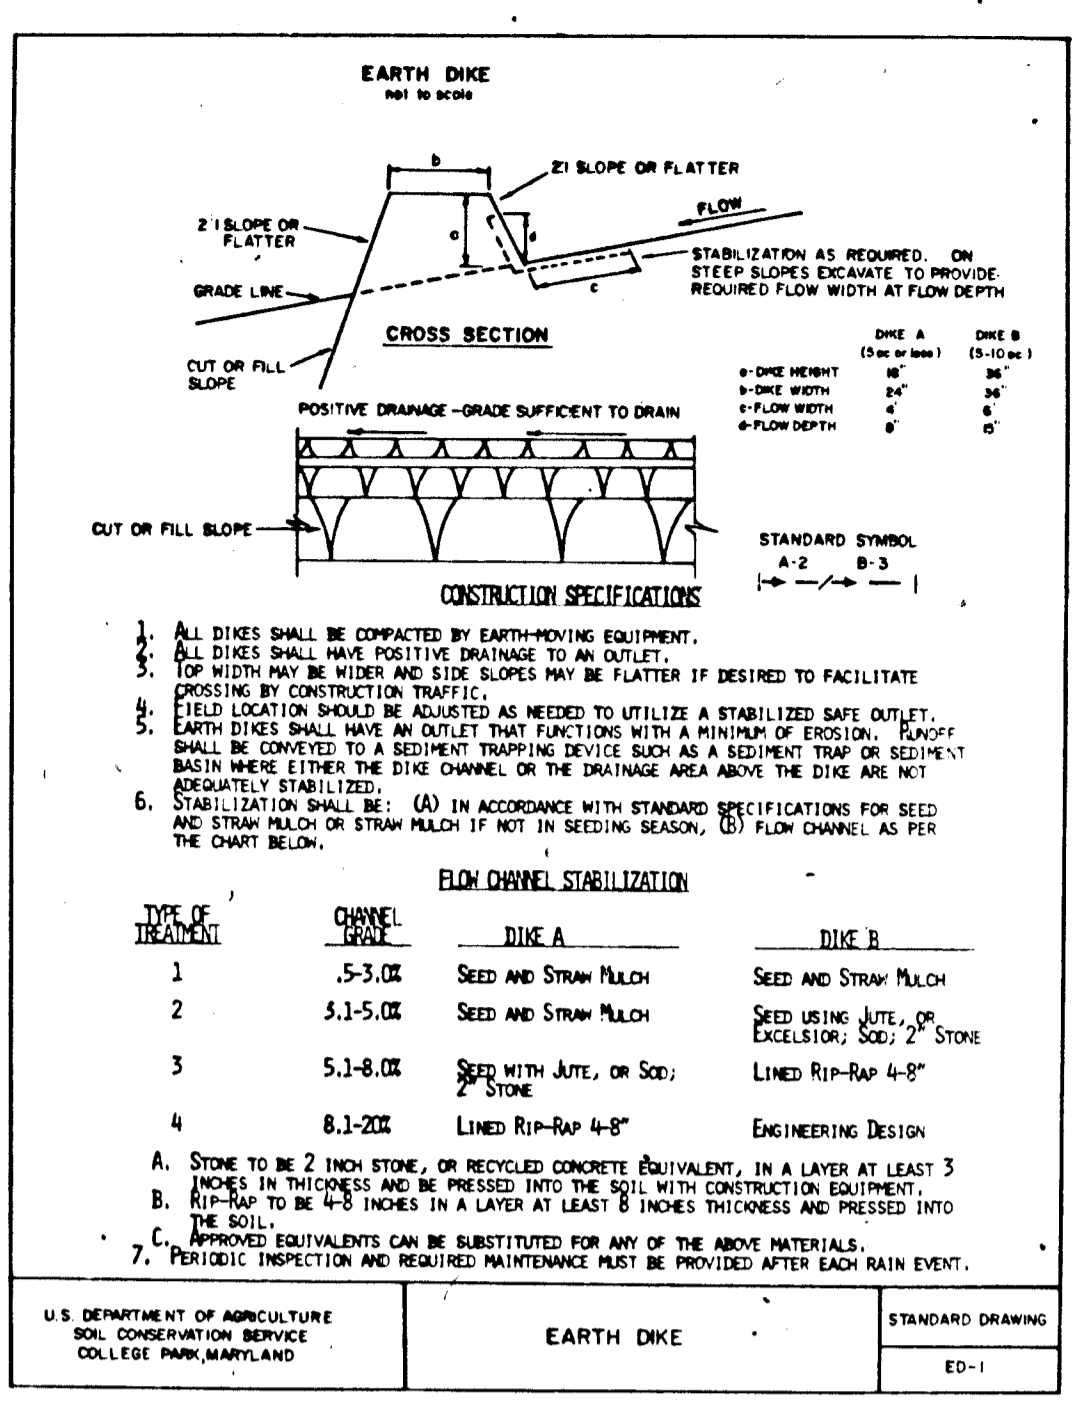 EARTH DIKE
not to scale
b
2:1 SLOPE OR FLATTER
FLOW
2:1 SLOPE OR
FLATTER
a
d
STABILIZATION AS REQUIRED. ON
STEEP SLOPES EXCAVATE TO PROVIDE
REQUIRED FLOW WIDTH AT FLOW DEPTH
c
GRADE LINE
CROSS SECTION
CUT OR FILL
SLOPE
DIKE A DIKE B
(5 ac or less) (5-10 ac)
a-DIKE HEIGHT 18" 36"
b-DIKE WIDTH 24" 36"
c-FLOW WIDTH 4' 6'
d-FLOW DEPTH 8" 15"
POSITIVE DRAINAGE-GRADE SUFFICIENT TO DRAIN
CUT OR FILL SLOPE
STANDARD SYMBOL
A-2 B-3
CONSTRUCTION SPECIFICATIONS
1. ALL DIKES SHALL BE COMPACTED BY EARTH-MOVING EQUIPMENT.
2. ALL DIKES SHALL HAVE POSITIVE DRAINAGE TO AN OUTLET.
3. TOP WIDTH MAY BE WIDER AND SIDE SLOPES MAY BE FLATTER IF DESIRED TO FACILITATE
CROSSING BY CONSTRUCTION TRAFFIC.
4. FIELD LOCATION SHOULD BE ADJUSTED AS NEEDED TO UTILIZE A STABILIZED SAFE OUTLET.
5. EARTH DIKES SHALL HAVE AN OUTLET THAT FUNCTIONS WITH A MINIMUM OF EROSION. RUNOFF
SHALL BE CONVEYED TO A SEDIMENT TRAPPING DEVICE SUCH AS A SEDIMENT TRAP OR SEDIMENT
BASIN WHERE EITHER THE DIKE CHANNEL OR THE DRAINAGE AREA ABOVE THE DIKE ARE NOT
ADEQUATELY STABILIZED.
6. STABILIZATION SHALL BE: (A) IN ACCORDANCE WITH STANDARD SPECIFICATIONS FOR SEED
AND STRAW MULCH OR STRAW MULCH IF NOT IN SEEDING SEASON, (B) FLOW CHANNEL AS PER
THE CHART BELOW.
FLOW CHANNEL STABILIZATION
TYPE OF
TREATMENT
CHANNEL
GRADE
DIKE A DIKE B
1 .5-3.0% SEED AND STRAW MULCH SEED AND STRAW MULCH
2 3.1-5.0% SEED AND STRAW MULCH SEED USING JUTE, OR
EXCELSIOR; SOD; 2" STONE
3 5.1-8.0% SEED WITH JUTE, OR SOD; LINED RIP-RAP 4-8"
2" STONE
4 8.1-20% LINED RIP-RAP 4-8" ENGINEERING DESIGN
A. STONE TO BE 2 INCH STONE, OR RECYCLED CONCRETE EQUIVALENT, IN A LAYER AT LEAST 3
INCHES IN THICKNESS AND BE PRESSED INTO THE SOIL WITH CONSTRUCTION EQUIPMENT.
B. RIP-RAP TO BE 4-8 INCHES IN A LAYER AT LEAST 8 INCHES THICKNESS AND PRESSED INTO
THE SOIL.
C. APPROVED EQUIVALENTS CAN BE SUBSTITUTED FOR ANY OF THE ABOVE MATERIALS.
7. PERIODIC INSPECTION AND REQUIRED MAINTENANCE MUST BE PROVIDED AFTER EACH RAIN EVENT.
U.S. DEPARTMENT OF AGRICULTURE
SOIL CONSERVATION SERVICE
COLLEGE PARK, MARYLAND
EARTH DIKE
STANDARD DRAWING
ED-1